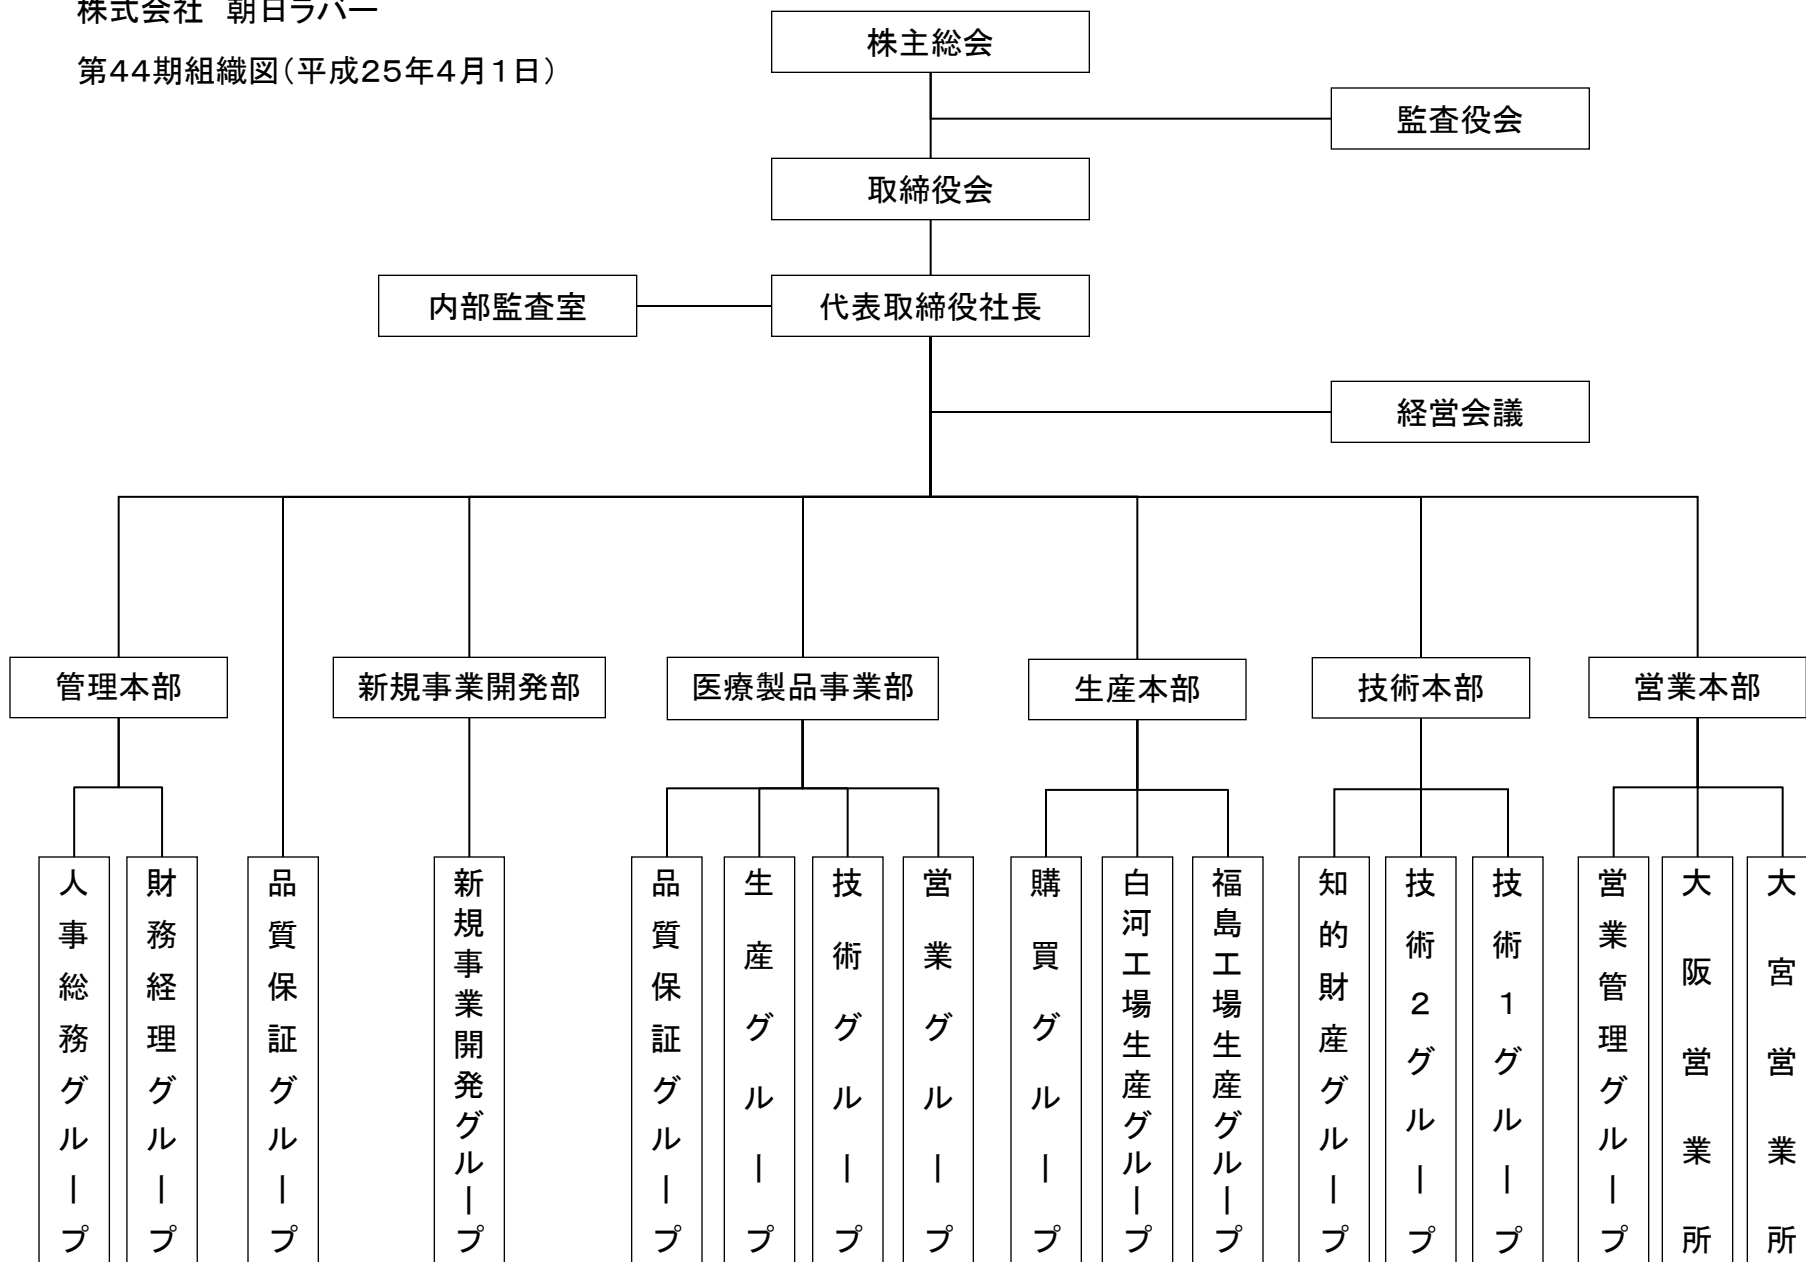 株式会社 朝日ラバー
第44期組織図（平成25年4月1日）
株主総会
監査役会
取締役会
内部監査室
代表取締役社長
経営会議
管理本部
新規事業開発部
医療製品事業部
生産本部
技術本部
営業本部
人事総務グループ
財務経理グループ
品質保証グループ
新規事業開発グループ
品質保証グループ
生産グループ
技術グループ
営業グループ
購買グループ
白河工場生産グループ
福島工場生産グループ
知的財産グループ
技術2グループ
技術1グループ
営業管理グループ
大阪営業所
大宮営業所